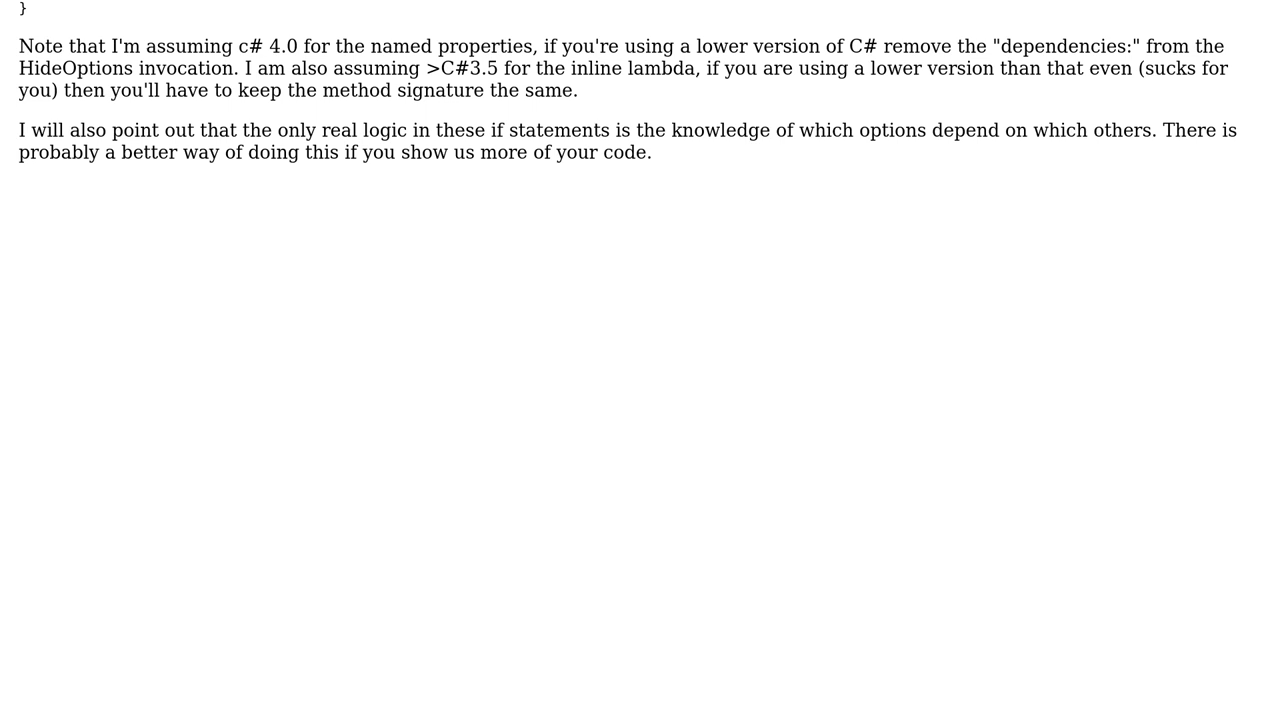 }
Note that I'm assuming c# 4.0 for the named properties, if you're using a lower version of C# remove the "dependencies:" from the
HideOptions invocation. I am also assuming >C#3.5 for the inline lambda, if you are using a lower version than that even (sucks for
you) then you'll have to keep the method signature the same.
I will also point out that the only real logic in these if statements is the knowledge of which options depend on which others. There is
probably a better way of doing this if you show us more of your code.